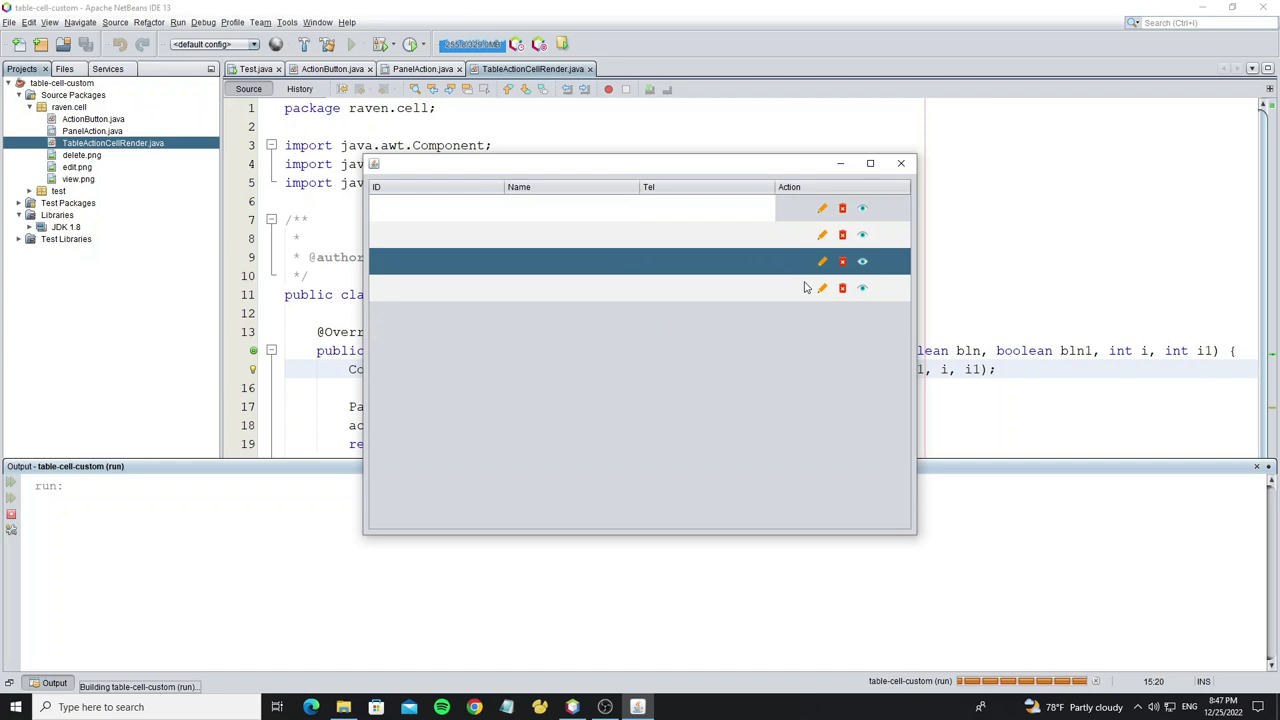 table-cell-custom - Apache NetBeans IDE 13
File Edit View Navigate Source Refactor Run Debug Profile Team Tools Window Help
Search (Ctrl+I)
<default config>
Projects Files Services
Test.java ActionButton.java PanelAction.java TableActionCellRender.java
Source History
table-cell-custom
Source Packages
raven.cell
ActionButton.java
PanelAction.java
TableActionCellRender.java
delete.png
edit.png
view.png
test
Test Packages
Libraries
JDK 1.8
Test Libraries
1 package raven.cell;
2
3 import java.awt.Component;
4 import jav
5 import jav
6
7 /**
8 *
9 * @autho
10 */
11 public cla
12
13 @Overr
public lean bln, boolean bln1, int i, int i1) {
Co l, i, i1);
16
17 Pa
18 ac
19 re
ID Name Tel Action
Output - table-cell-custom (run)
run:
Output
Building table-cell-custom (run)...
table-cell-custom (run)
15:20 INS
Type here to search
78°F Partly cloudy
ENG
8:47 PM
12/25/2022